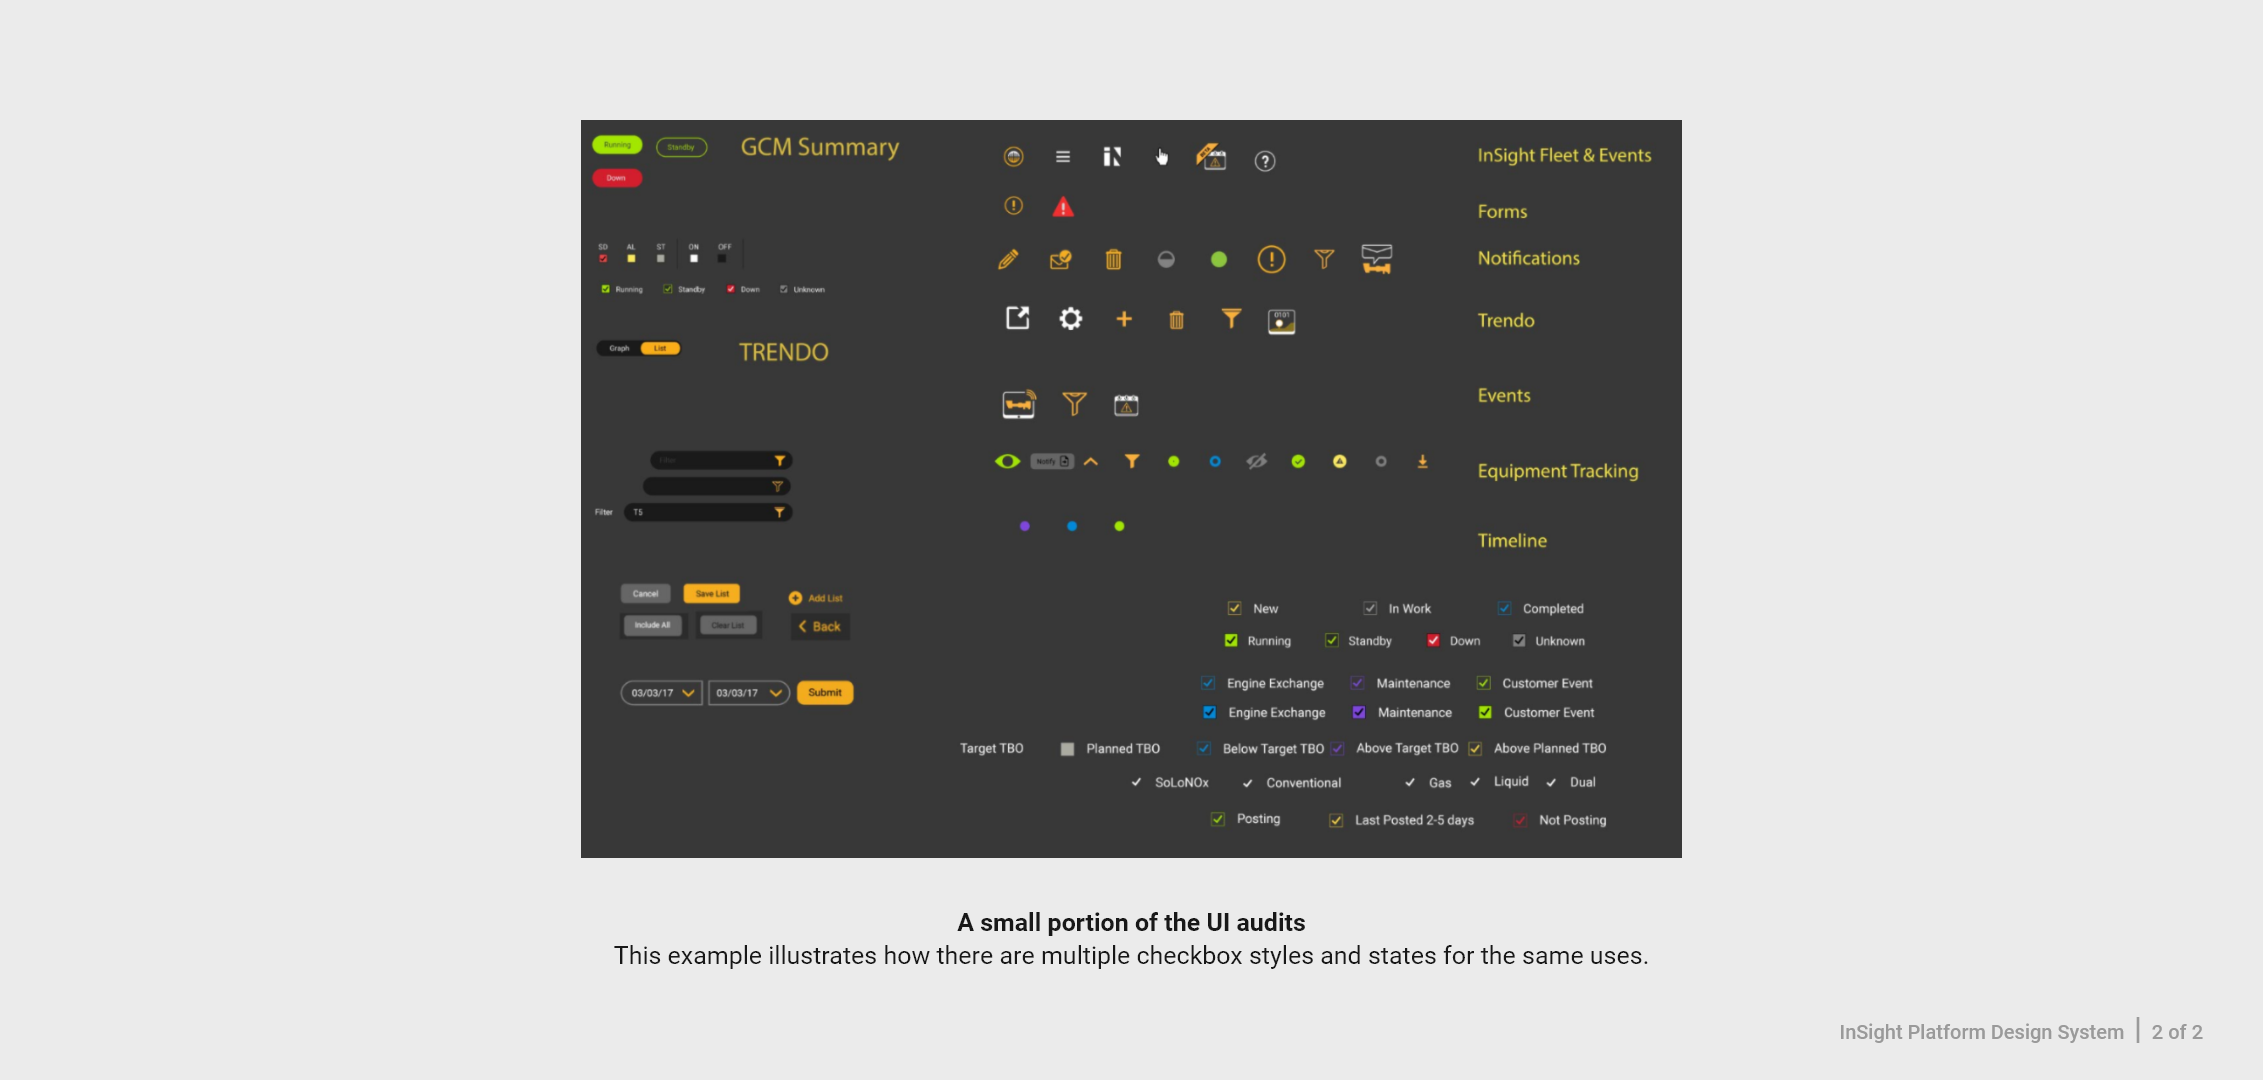 Running
Standby
GCM Summary
Down
SD AL ST ON OFF
Running Standby Down Unknown
Graph List
TRENDO
Filter
Filter T5
Cancel Save List Add List
Include All Clear List Back
03/03/17 03/03/17 Submit
InSight Fleet & Events
Forms
Notifications
0101
Trendo
Events
Notify
Equipment Tracking
Timeline
New In Work Completed
Running Standby Down Unknown
Engine Exchange Maintenance Customer Event
Engine Exchange Maintenance Customer Event
Target TBO Planned TBO Below Target TBO Above Target TBO Above Planned TBO
SoLoNOx Conventional Gas Liquid Dual
Posting Last Posted 2-5 days Not Posting
A small portion of the UI audits
This example illustrates how there are multiple checkbox styles and states for the same uses.
InSight Platform Design System | 2 of 2